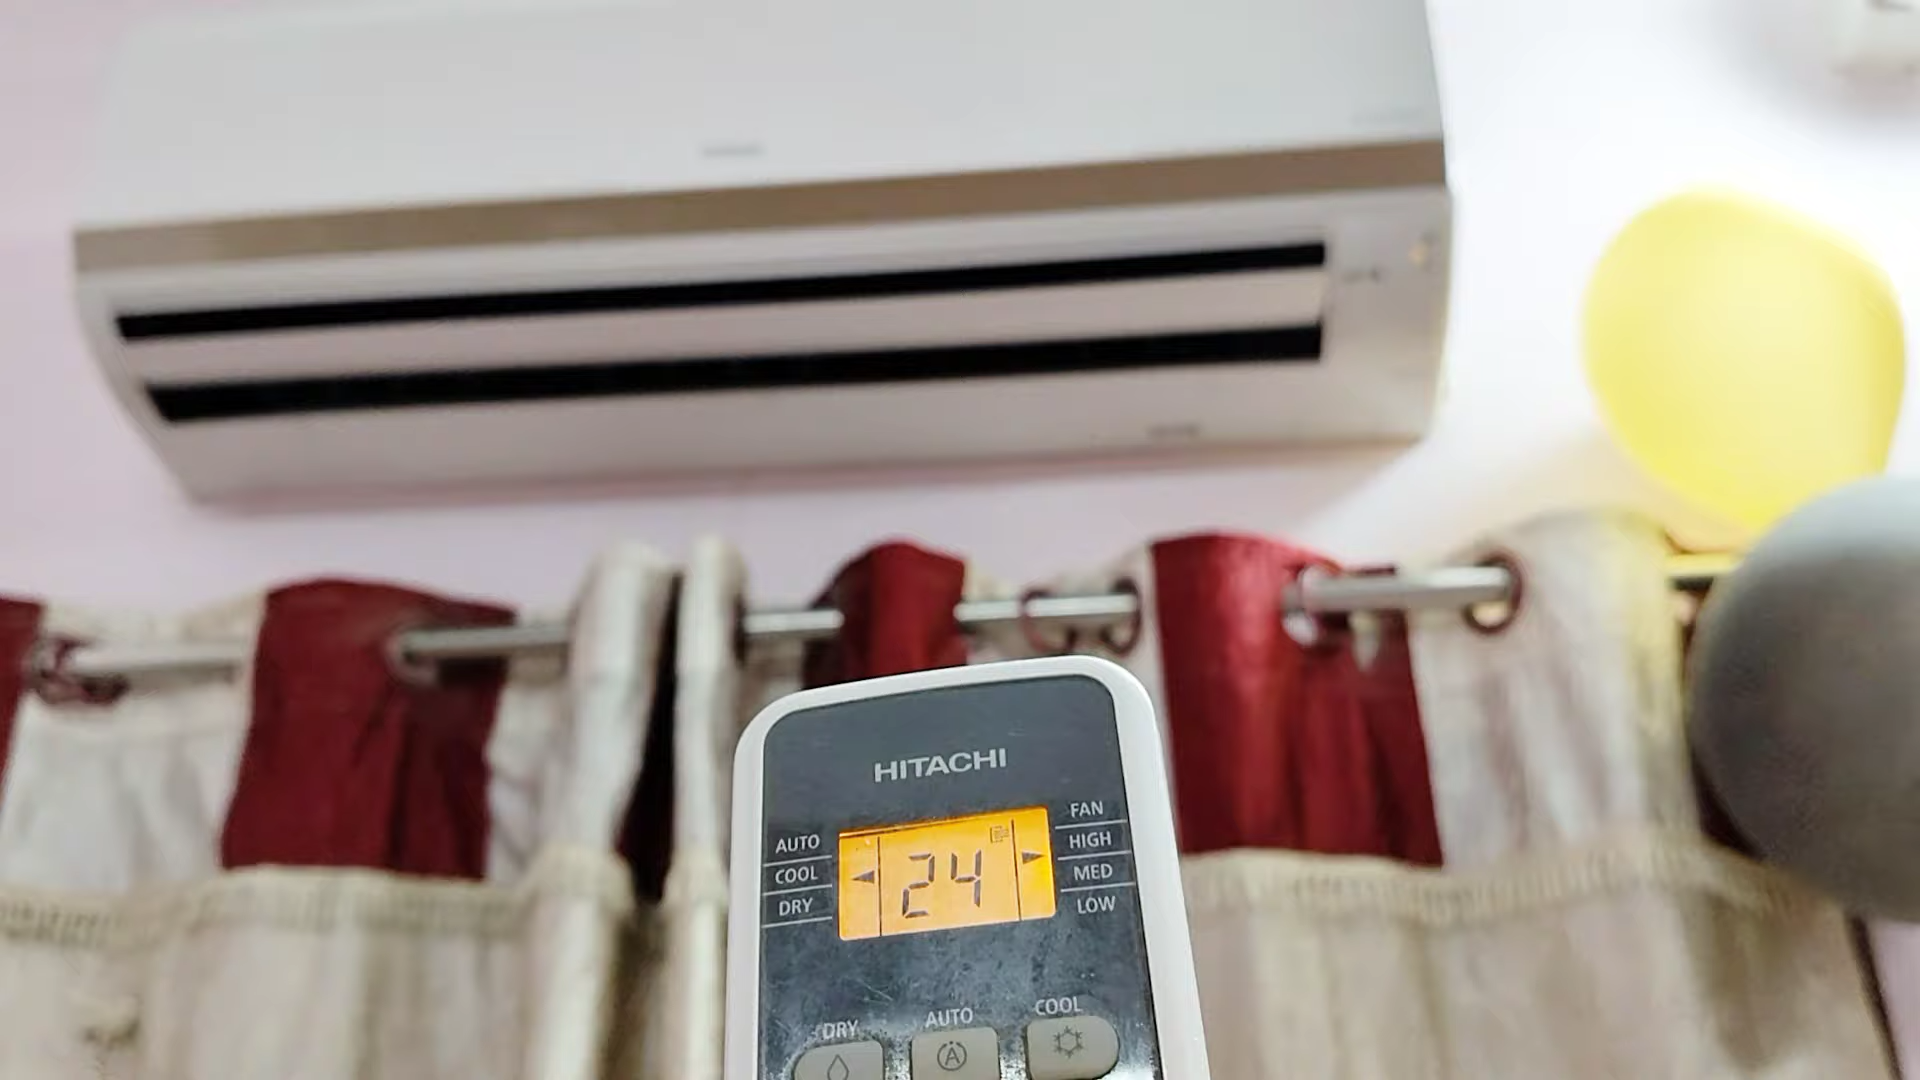 HITACHI
AUTO
COOL
DRY
24
FAN
HIGH
MED
LOW
DRY
AUTO
COOL
A